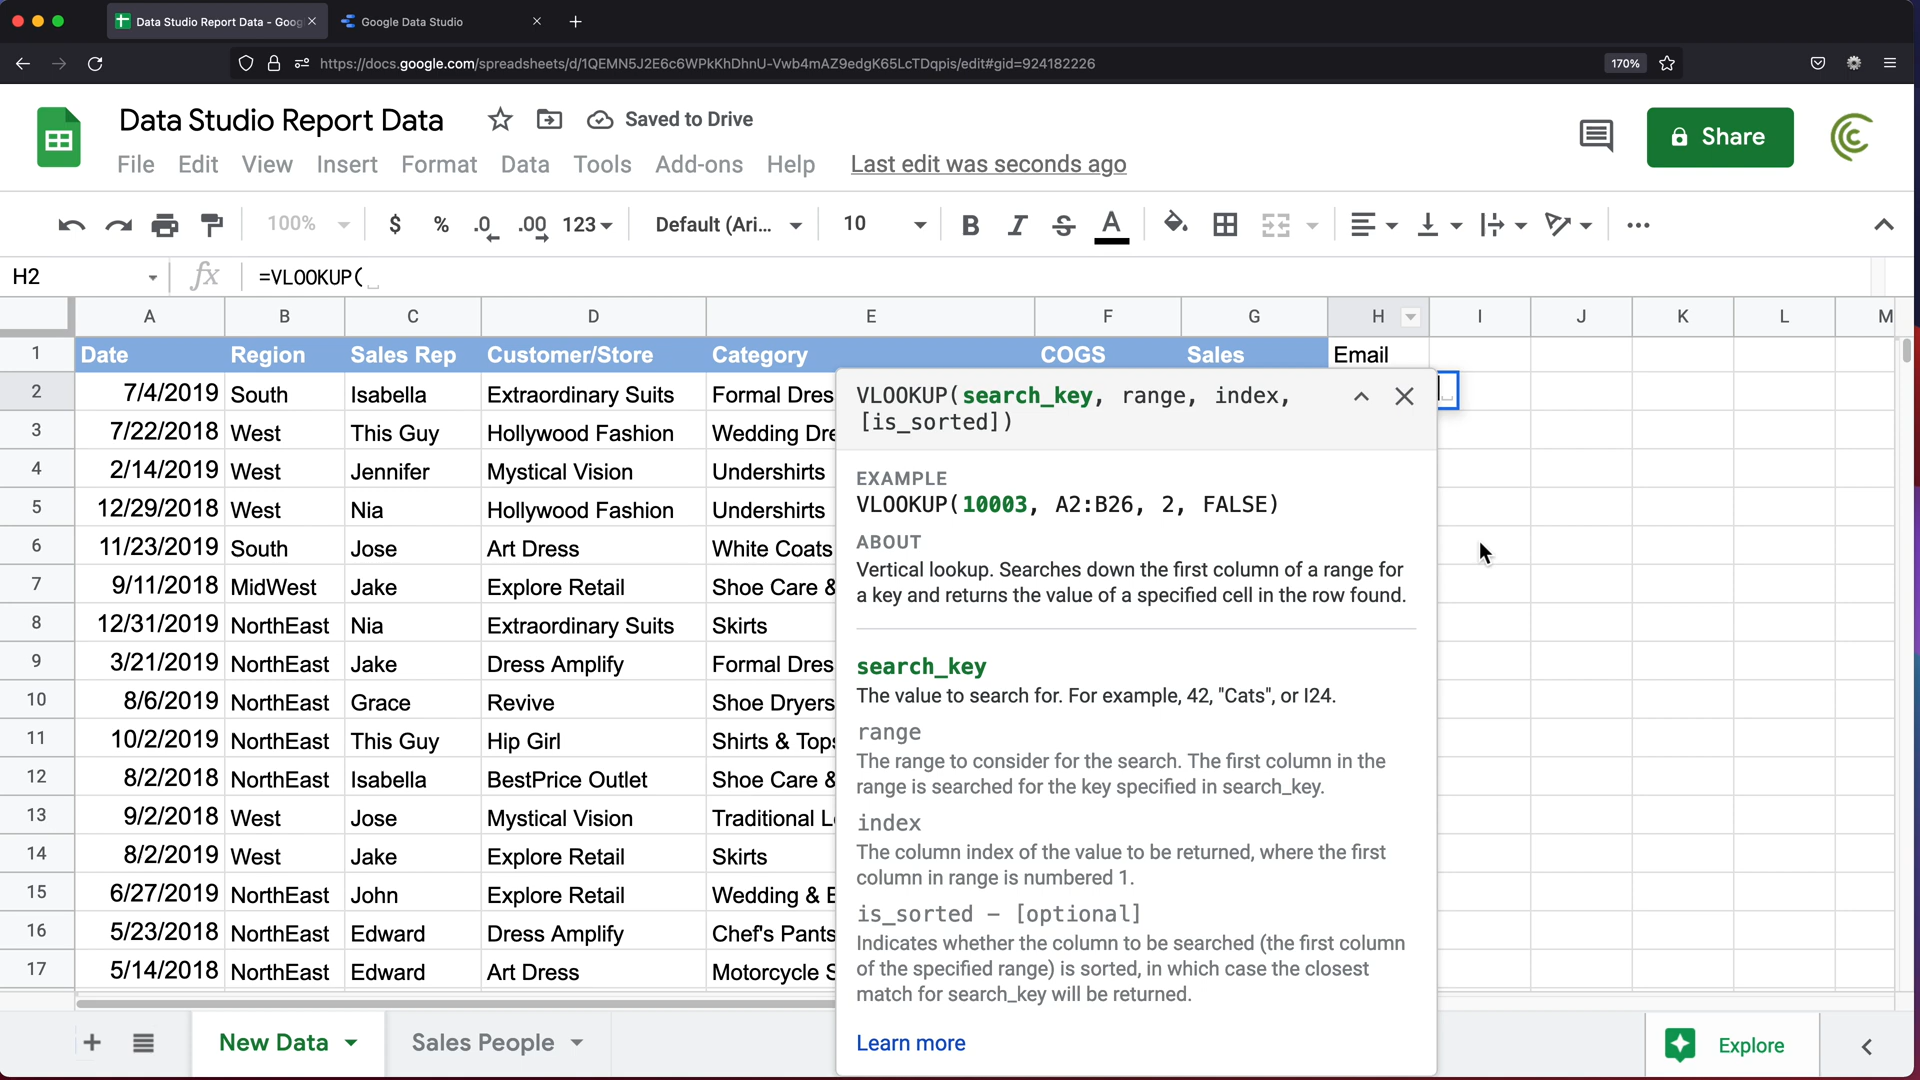 Data Studio Report Data - Goog
Google Data Studio
https://docs.google.com/spreadsheets/d/1QEMN5J2E6c6WPkKhDhnU-Vwb4mAZ9edgK65LcTDqpis/edit#gid=924182226
170%
Data Studio Report Data
Saved to Drive
Share
File Edit View Insert Format Data Tools Add-ons Help Last edit was seconds ago
100% $ % .0 .00 123 Default (Ari... 10 B I S A
H2 fx =VLOOKUP(
A B C D E F G H I J K L M
1 Date Region Sales Rep Customer/Store Category COGS Sales Email
2 7/4/2019 South Isabella Extraordinary Suits Formal Dres
3 7/22/2018 West This Guy Hollywood Fashion Wedding Dre
4 2/14/2019 West Jennifer Mystical Vision Undershirts
5 12/29/2018 West Nia Hollywood Fashion Undershirts
6 11/23/2019 South Jose Art Dress White Coats
7 9/11/2018 MidWest Jake Explore Retail Shoe Care &
8 12/31/2019 NorthEast Nia Extraordinary Suits Skirts
9 3/21/2019 NorthEast Jake Dress Amplify Formal Dres
10 8/6/2019 NorthEast Grace Revive Shoe Dryers
11 10/2/2019 NorthEast This Guy Hip Girl Shirts & Tops
12 8/2/2018 NorthEast Isabella BestPrice Outlet Shoe Care &
13 9/2/2018 West Jose Mystical Vision Traditional L
14 8/2/2019 West Jake Explore Retail Skirts
15 6/27/2019 NorthEast John Explore Retail Wedding & E
16 5/23/2018 NorthEast Edward Dress Amplify Chef's Pants
17 5/14/2018 NorthEast Edward Art Dress Motorcycle S
VLOOKUP(search_key, range, index,
[is_sorted])
EXAMPLE
VLOOKUP(10003, A2:B26, 2, FALSE)
ABOUT
Vertical lookup. Searches down the first column of a range for
a key and returns the value of a specified cell in the row found.
search_key
The value to search for. For example, 42, "Cats", or I24.
range
The range to consider for the search. The first column in the
range is searched for the key specified in search_key.
index
The column index of the value to be returned, where the first
column in range is numbered 1.
is_sorted - [optional]
Indicates whether the column to be searched (the first column
of the specified range) is sorted, in which case the closest
match for search_key will be returned.
Learn more
New Data Sales People Explore